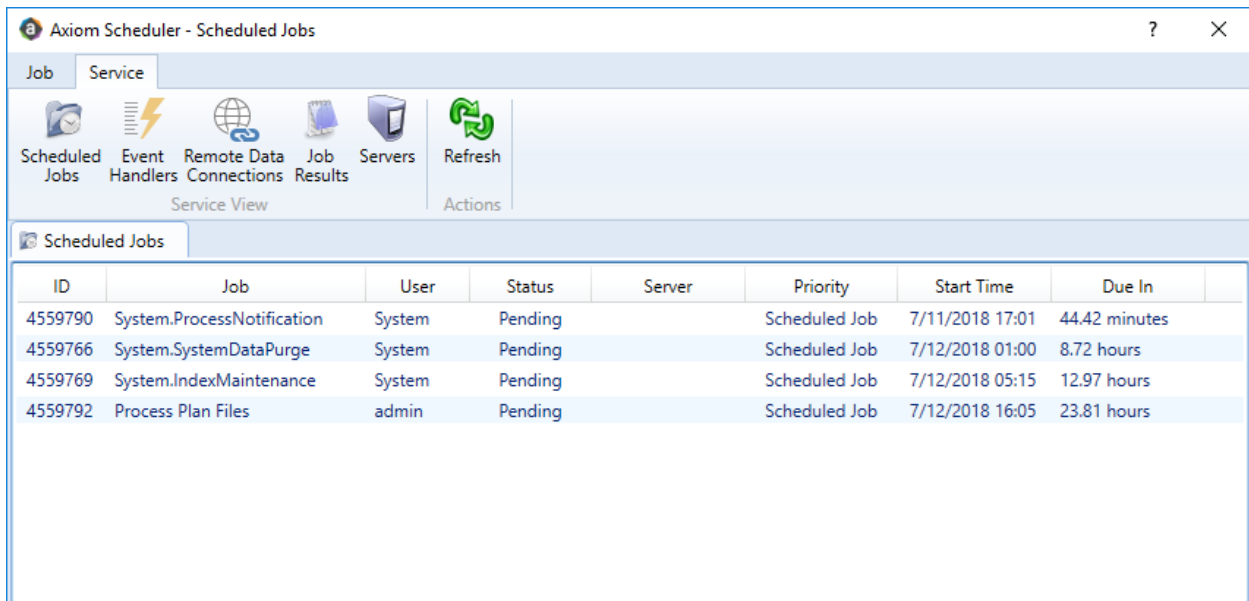 Axiom Scheduler - Scheduled Jobs ?
Job Service
Scheduled Jobs
Event Handlers
Remote Data Connections
Job Results
Servers
Refresh
Service View Actions
Scheduled Jobs
ID Job User Status Server Priority Start Time Due In
4559790 System.ProcessNotification System Pending Scheduled Job 7/11/2018 17:01 44.42 minutes
4559766 System.SystemDataPurge System Pending Scheduled Job 7/12/2018 01:00 8.72 hours
4559769 System.IndexMaintenance System Pending Scheduled Job 7/12/2018 05:15 12.97 hours
4559792 Process Plan Files admin Pending Scheduled Job 7/12/2018 16:05 23.81 hours